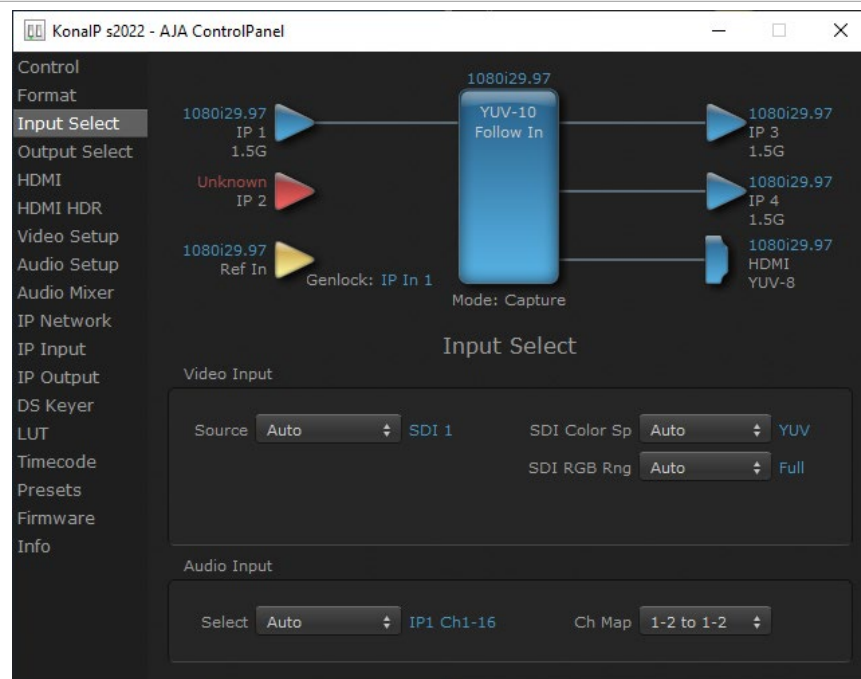 KonaIP s2022 - AJA ControlPanel
Control
Format
Input Select
Output Select
HDMI
HDMI HDR
Video Setup
Audio Setup
Audio Mixer
IP Network
IP Input
IP Output
DS Keyer
LUT
Timecode
Presets
Firmware
Info
1080i29.97
1080i29.97
IP 1
1.5G
Unknown
IP 2
1080i29.97
Ref In
Genlock: IP In 1
YUV-10
Follow In
Mode: Capture
1080i29.97
IP 3
1.5G
1080i29.97
IP 4
1.5G
1080i29.97
HDMI
YUV-8
Input Select
Video Input
Source Auto SDI 1 SDI Color Sp Auto YUV
SDI RGB Rng Auto Full
Audio Input
Select Auto IP1 Ch1-16 Ch Map 1-2 to 1-2